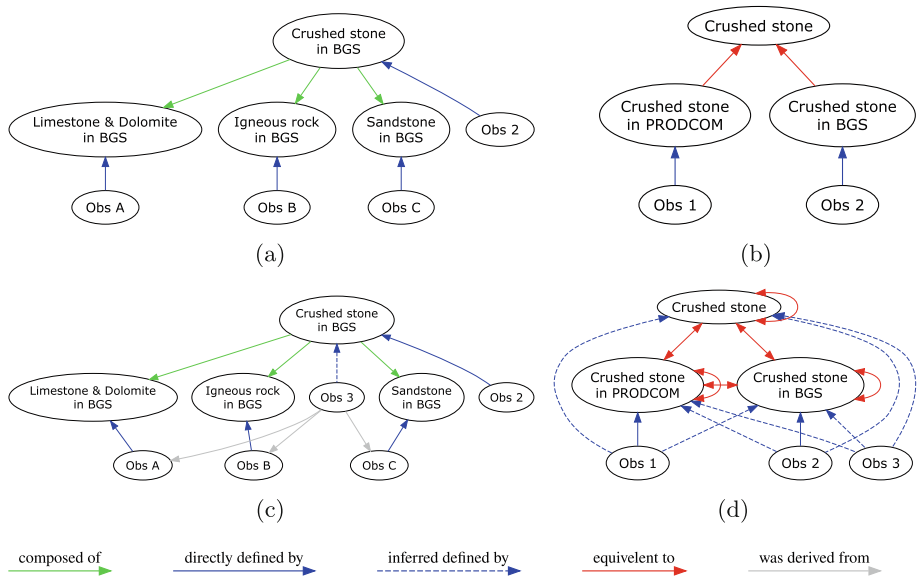 Crushed stone
in BGS
Limestone & Dolomite
in BGS
Igneous rock
in BGS
Sandstone
in BGS
Obs 2
Obs A
Obs B
Obs C
(a)
Crushed stone
Crushed stone
in PRODCOM
Crushed stone
in BGS
Obs 1
Obs 2
(b)
Crushed stone
in BGS
Limestone & Dolomite
in BGS
Igneous rock
in BGS
Obs 3
Sandstone
in BGS
Obs 2
Obs A
Obs B
Obs C
(c)
Crushed stone
Crushed stone
in PRODCOM
Crushed stone
in BGS
Obs 1
Obs 2
Obs 3
(d)
composed of
directly defined by
inferred defined by
equivelent to
was derived from